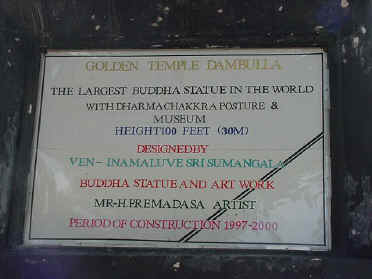 GOLDEN TEMPLE DAMBULLA
THE LARGEST BUDDHA STATUE IN THE WORLD
WITH DHARMACHAKKRA POSTURE &
MUSEUM
HEIGHT100 FEET (30M)
DESIGNEDBY
VEN- INAMALUVE SRI SUMANGALA
BUDDHA STATUE AND ART WORK
MR-H.PREMADASA ARTIST
PERIOD OF CONSTRUCTION 1997-2000